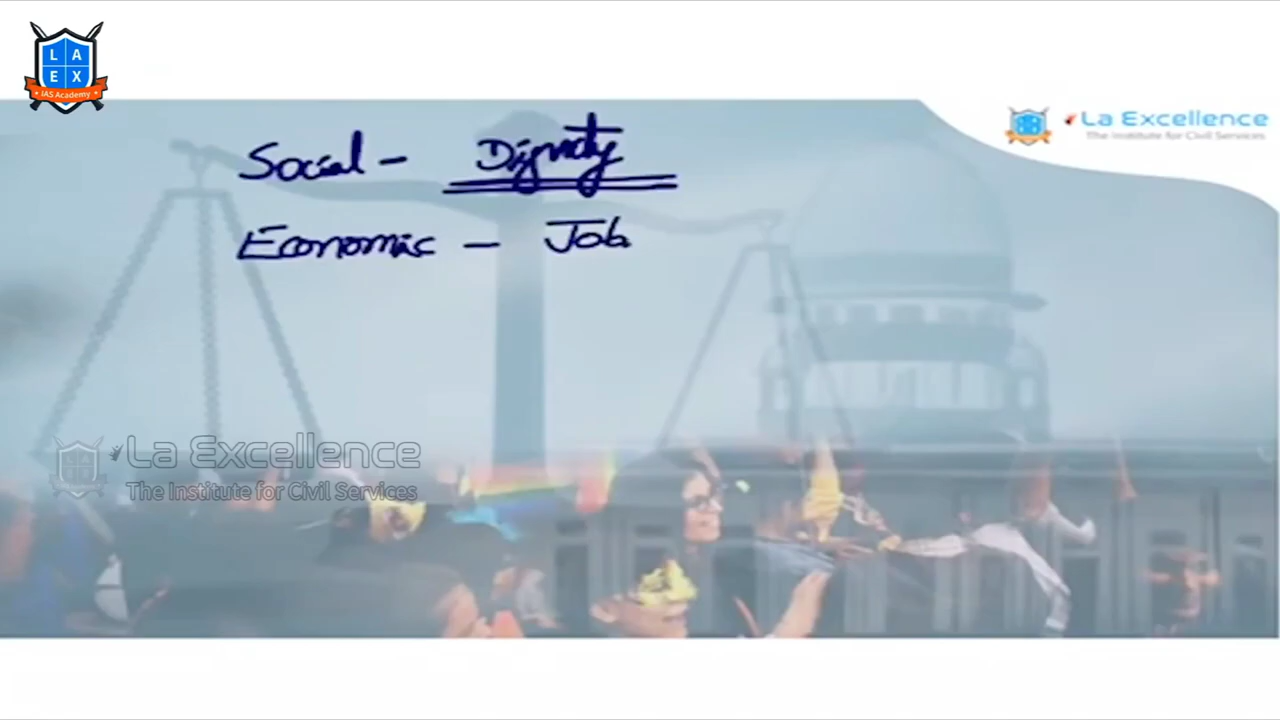 L A
E X
IAS Academy
La Excellence
The Institute for Civil Services
Social - Dignity
Economic - Job
La Excellence
The Institute for Civil Services